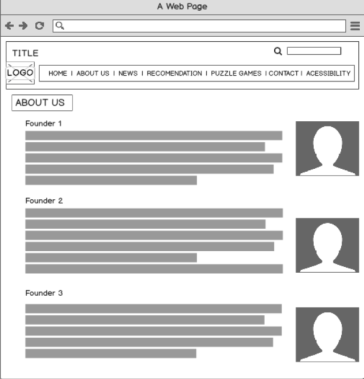 A Web Page
TITLE
LOGO
HOME | ABOUT US | NEWS | RECOMENDATION | PUZZLE GAMES | CONTACT | ACESSIBILITY
ABOUT US
Founder 1
Founder 2
Founder 3